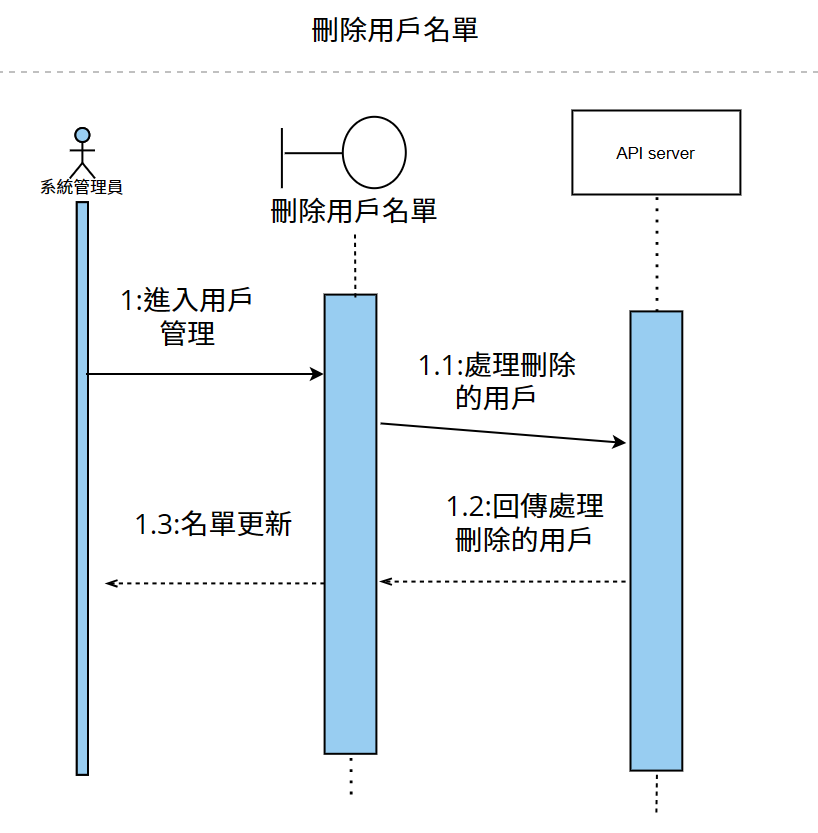 刪除用戶名單
系統管理員
刪除用戶名單
API server
1:進入用戶
管理
1.1:處理刪除
的用戶
1.2:回傳處理
刪除的用戶
1.3:名單更新